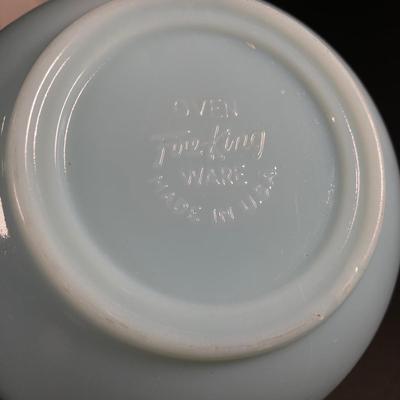 OVEN
Fire-King
WARE
MADE IN U.S.A.